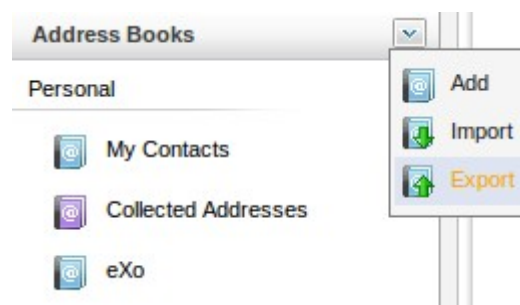 Address Books
Personal
My Contacts
Collected Addresses
eXo
Add
Import
Export